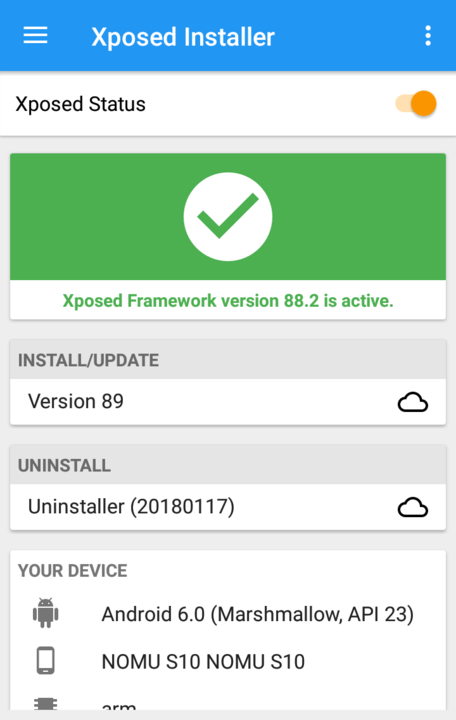 Xposed Installer
Xposed Status
Xposed Framework version 88.2 is active.
INSTALL/UPDATE
Version 89
UNINSTALL
Uninstaller (20180117)
YOUR DEVICE
Android 6.0 (Marshmallow, API 23)
NOMU S10 NOMU S10
arm